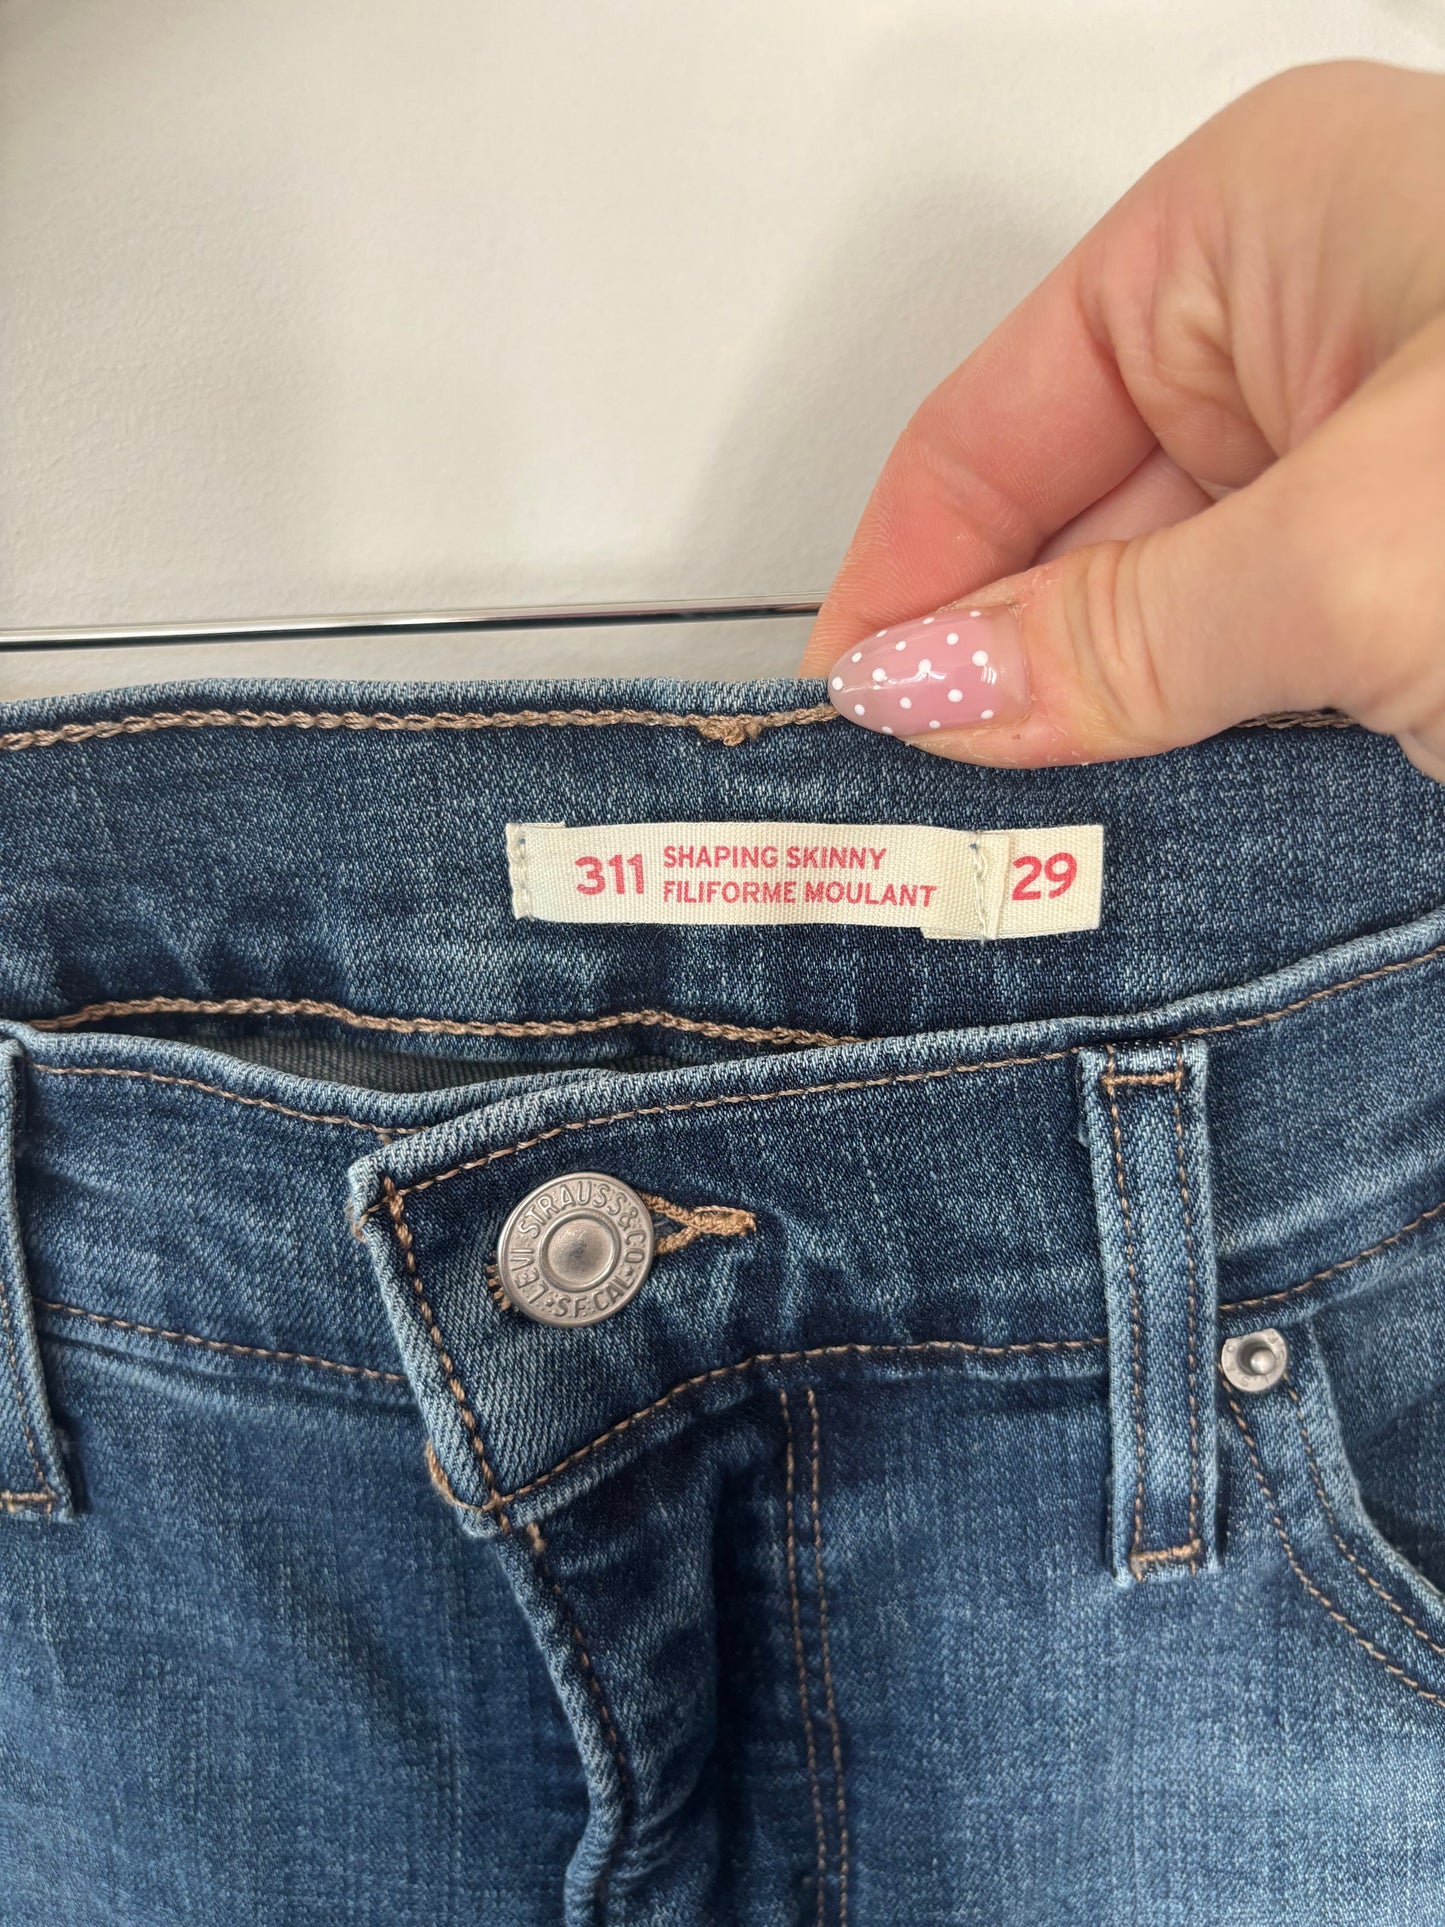 311 SHAPING SKINNY
FILIFORME MOULANT
29
LEVI STRAUSS & CO
S.F. CAL